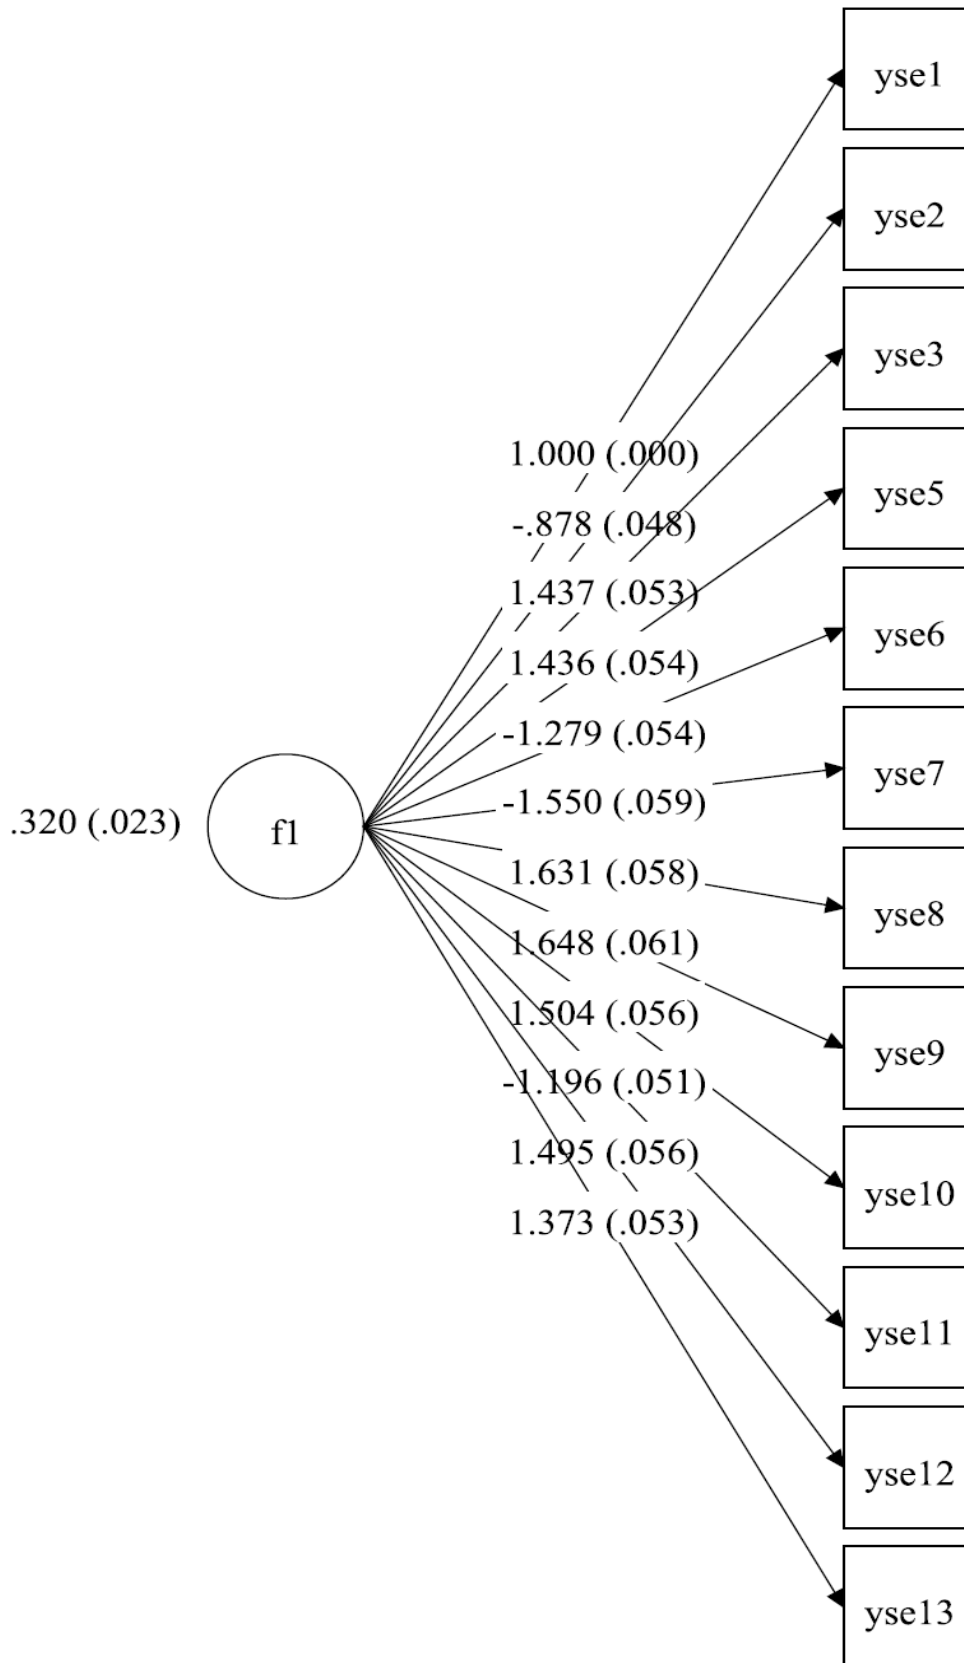 yse1
yse2
yse3
1.000 (.000)
yse5
-.878 (.048)
1.437 (.053)
yse6
1.436 (.054)
-1.279 (.054)
yse7
-1.550 (.059)
.320 (.023)
f1
1.631 (.058)
yse8
1.648 (.061)
1.504 (.056)
yse9
-1.196 (.051)
1.495 (.056)
yse10
1.373 (.053)
yse11
yse12
yse13